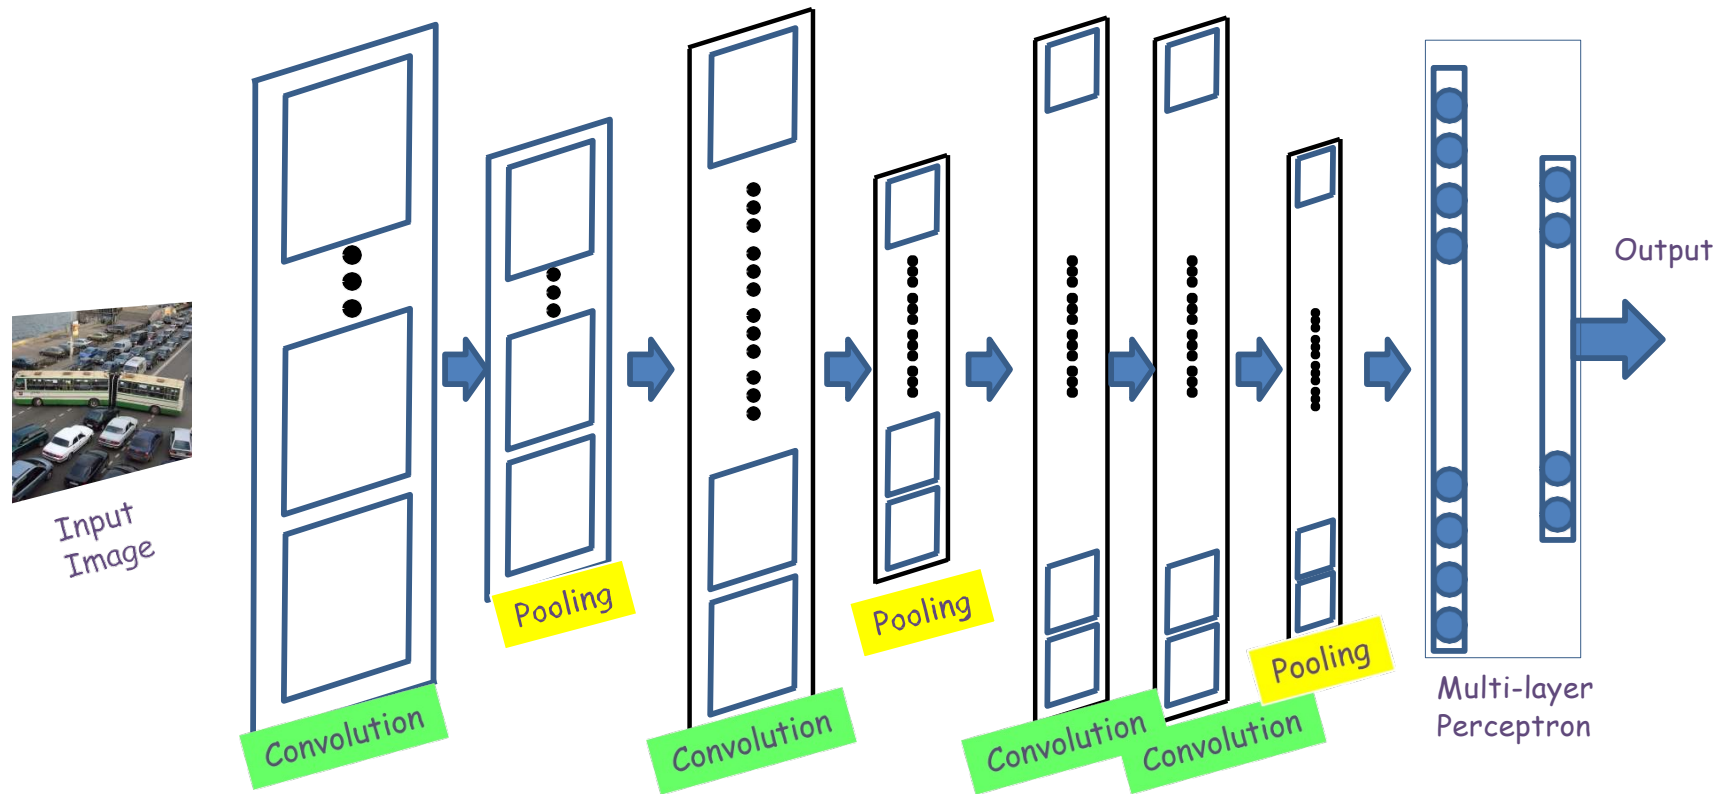 Input
Image
Convolution
Pooling
Convolution
Pooling
Convolution
Convolution
Pooling
Multi-layer
Perceptron
Output